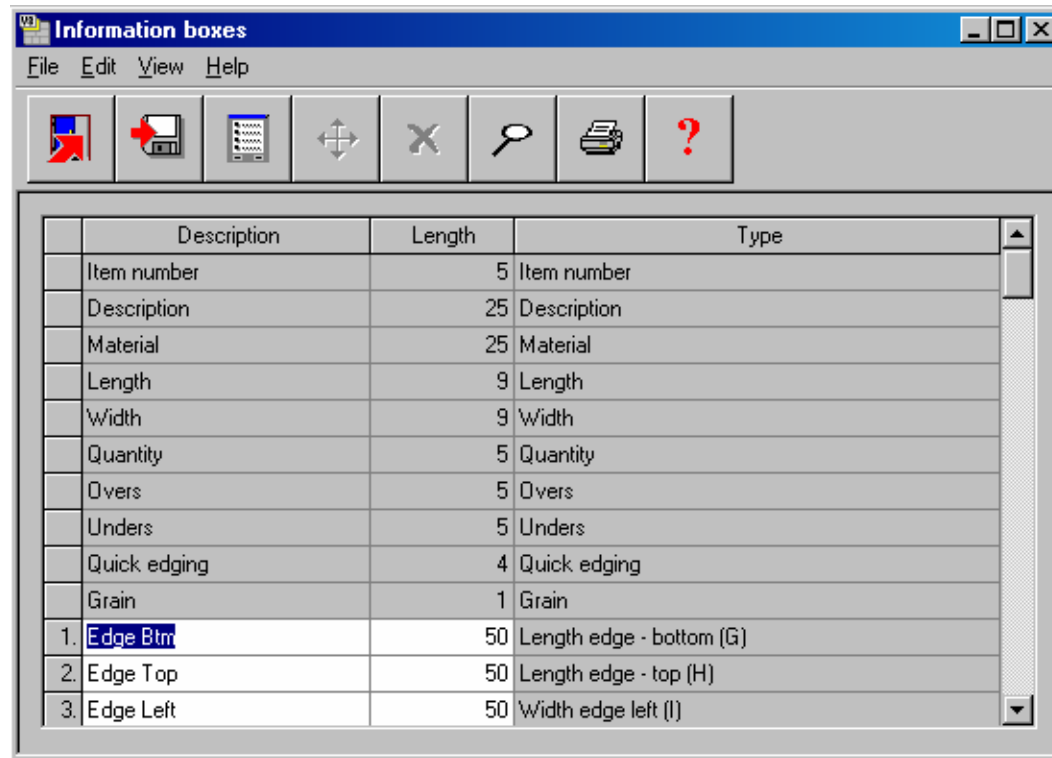 Information boxes
File Edit View Help
?
Description Length Type
Item number 5 Item number
Description 25 Description
Material 25 Material
Length 9 Length
Width 9 Width
Quantity 5 Quantity
Overs 5 Overs
Unders 5 Unders
Quick edging 4 Quick edging
Grain 1 Grain
1. Edge Btm 50 Length edge - bottom (G)
2. Edge Top 50 Length edge - top (H)
3. Edge Left 50 Width edge left (I)